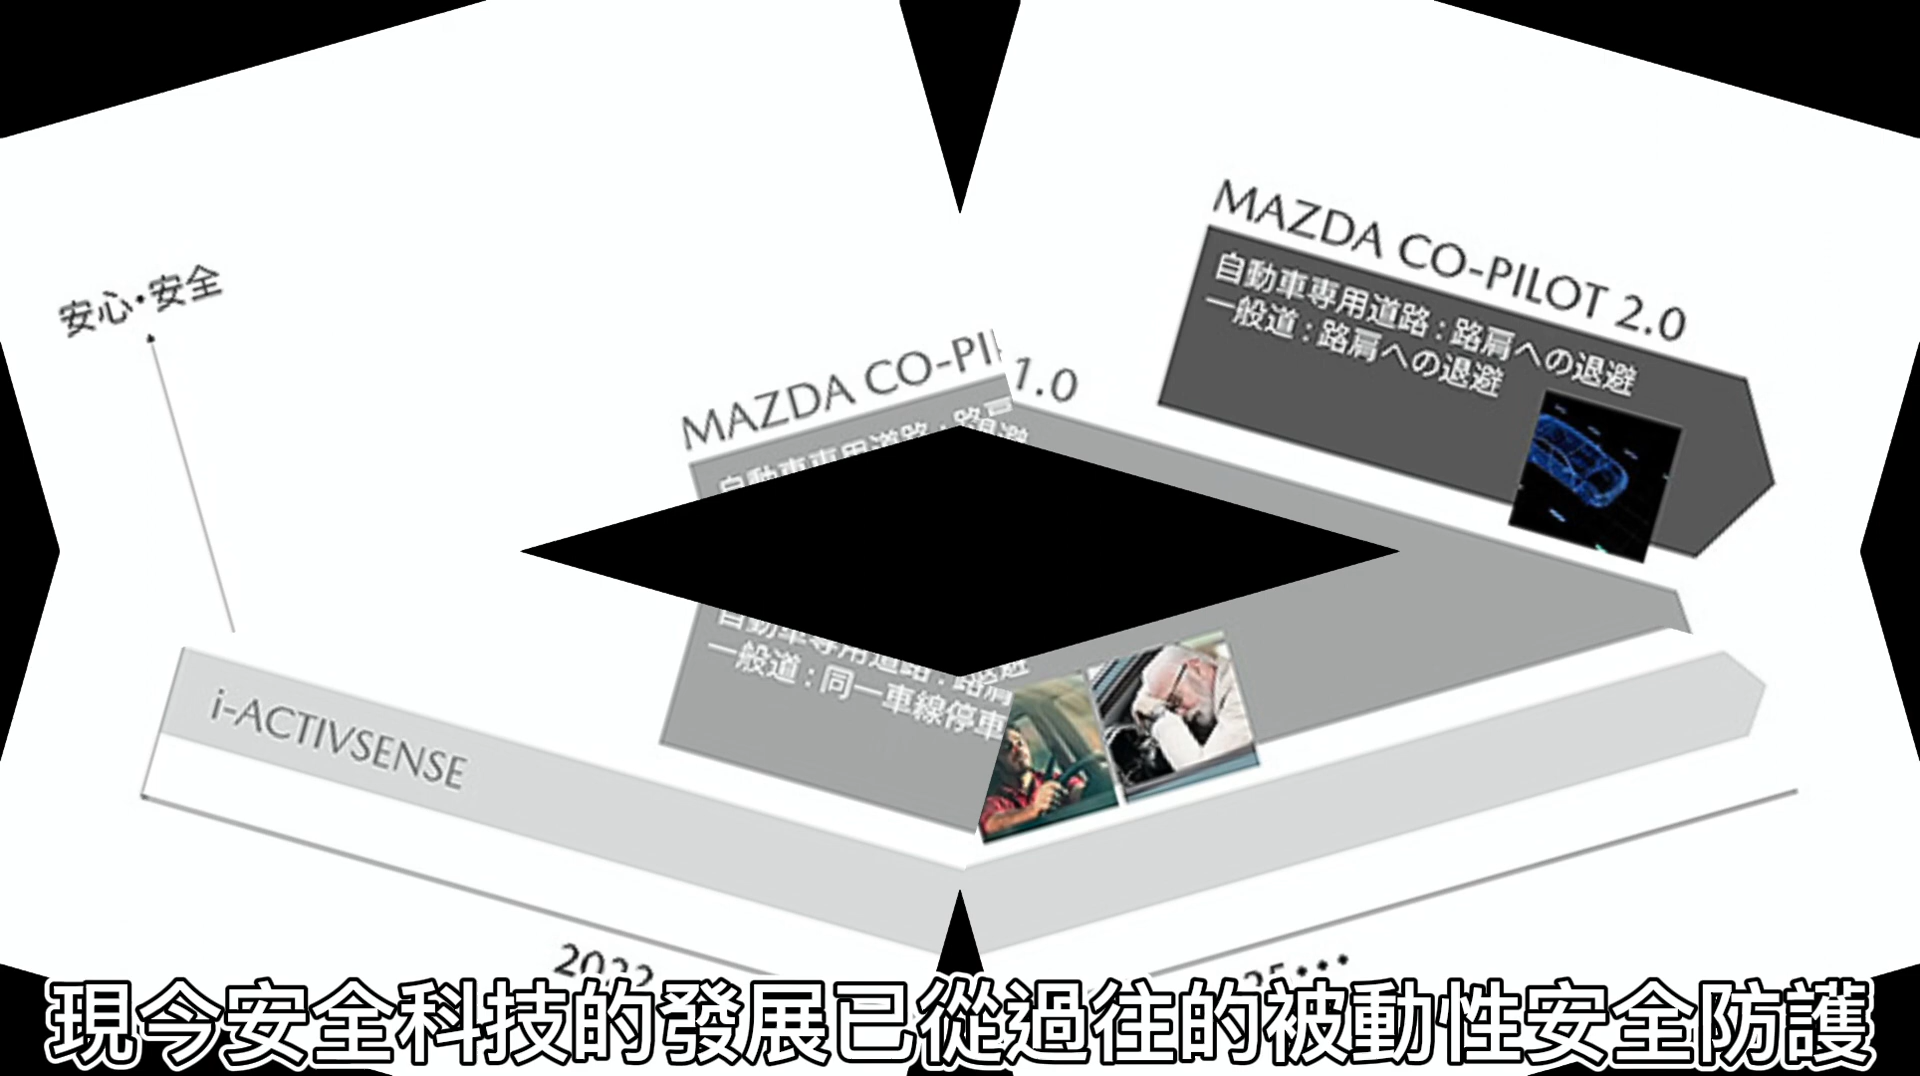 安心・安全
MAZDA CO-PILOT 2.0
自動車専用道路：路肩への退避
一般道：路肩への退避
MAZDA CO-PI
1.0
一般道：同一車線停車
i-ACTIVSENSE
2022
25・・・
現今安全科技的發展已從過往的被動性安全防護